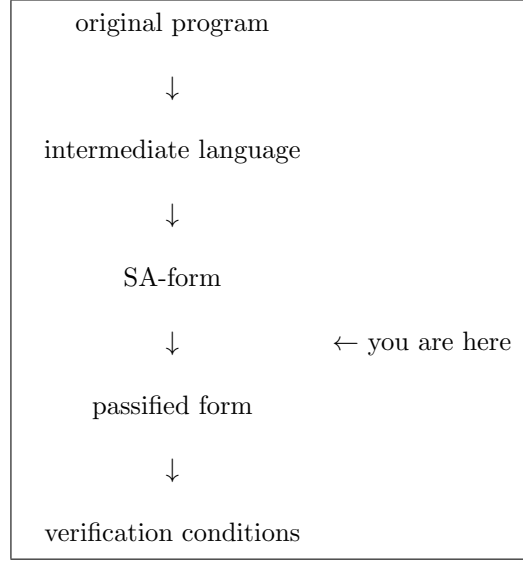 original program
↓
intermediate language
↓
SA-form
↓ ← you are here
passified form
↓
verification conditions